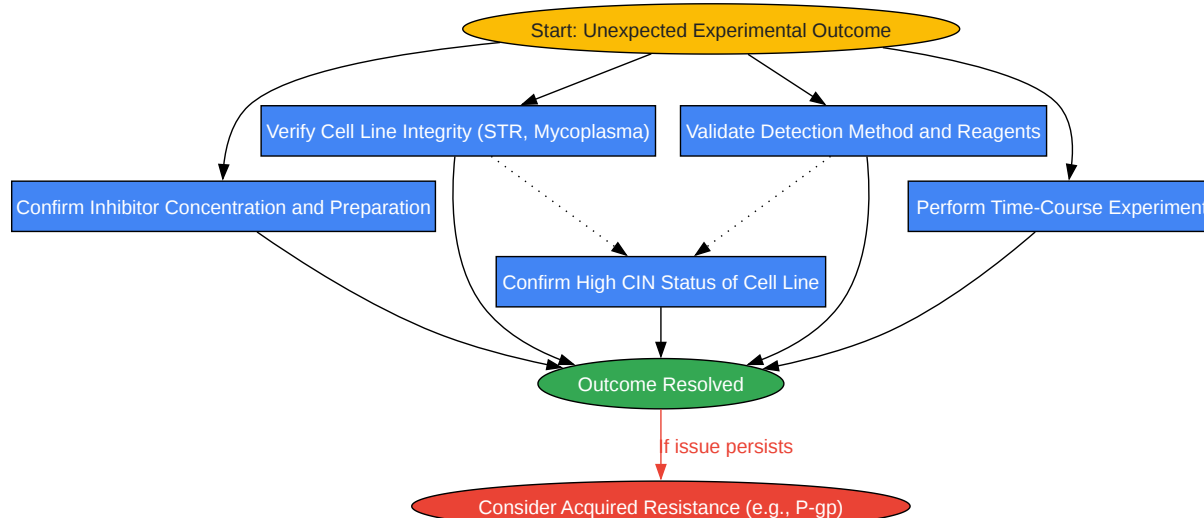 Start: Unexpected Experimental Outcome
Verify Cell Line Integrity (STR, Mycoplasma)
Validate Detection Method and Reagents
Confirm Inhibitor Concentration and Preparation
Perform Time-Course Experiment
Confirm High CIN Status of Cell Line
Outcome Resolved
If issue persists
Consider Acquired Resistance (e.g., P-gp)